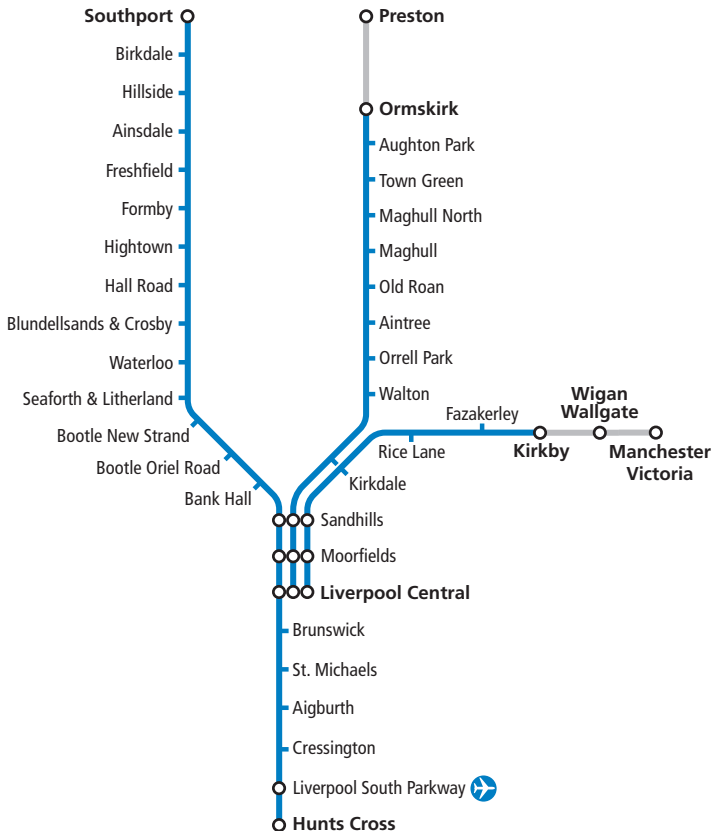 Southport
Birkdale
Hillside
Ainsdale
Freshfield
Formby
Hightown
Hall Road
Blundellsands & Crosby
Waterloo
Seaforth & Litherland
Bootle New Strand
Bootle Oriel Road
Bank Hall
Preston
Ormskirk
Aughton Park
Town Green
Maghull North
Maghull
Old Roan
Aintree
Orrell Park
Walton
Fazakerley
Rice Lane
Kirkby
Wigan
Wallgate
Manchester
Victoria
Kirkdale
Sandhills
Moorfields
Liverpool Central
Brunswick
St. Michaels
Aigburth
Cressington
Liverpool South Parkway
Hunts Cross